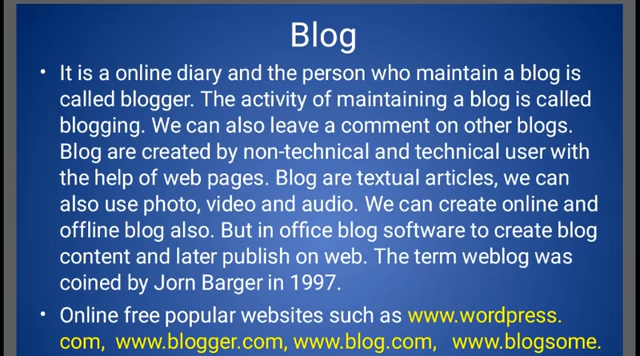 Blog
• It is a online diary and the person who maintain a blog is
called blogger. The activity of maintaining a blog is called
blogging. We can also leave a comment on other blogs.
Blog are created by non-technical and technical user with
the help of web pages. Blog are textual articles, we can
also use photo, video and audio. We can create online and
offline blog also. But in office blog software to create blog
content and later publish on web. The term weblog was
coined by Jorn Barger in 1997.
• Online free popular websites such as www.wordpress.
com, www.blogger.com, www.blog.com, www.blogsome.